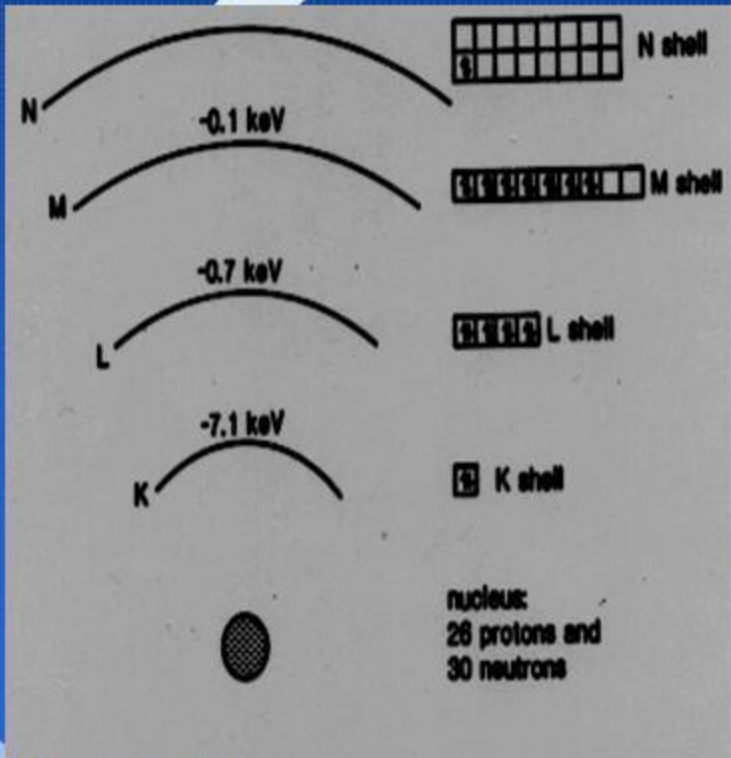 N shell
N
-0.1 keV
M shell
M
-0.7 keV
L shell
L
-7.1 keV
K shell
K
nucleus:
26 protons and
30 neutrons